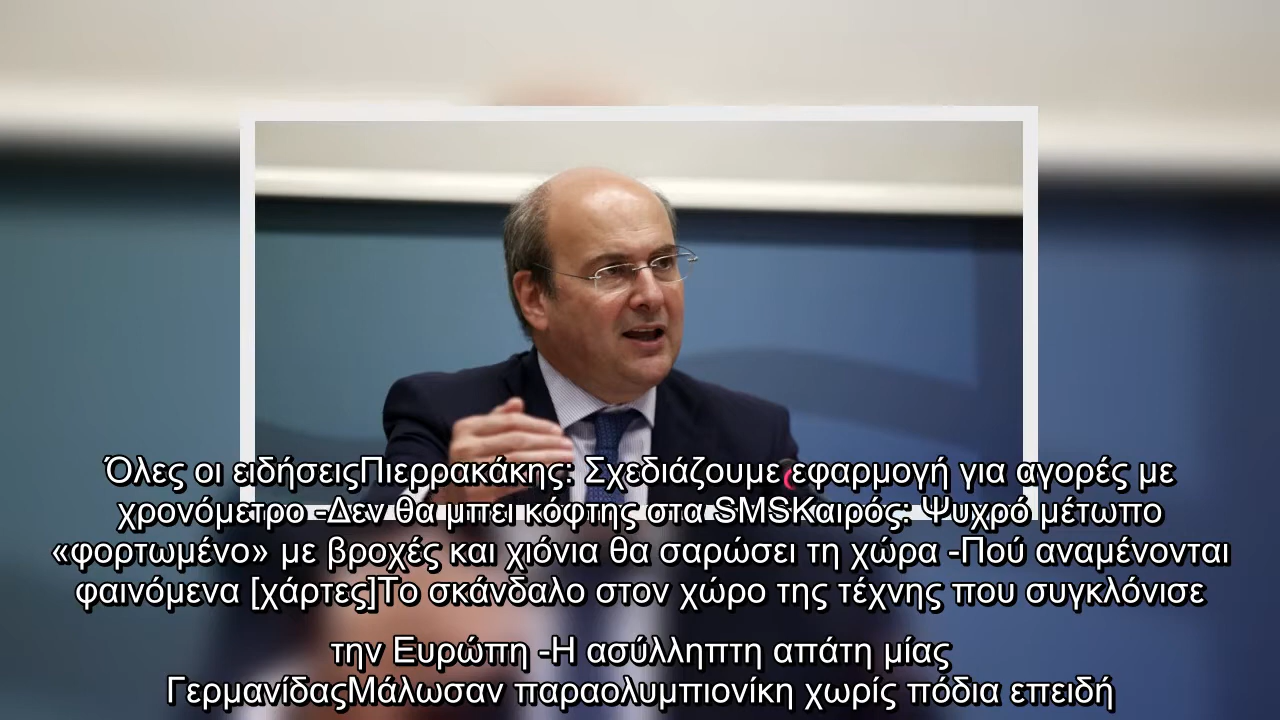 Όλες οι ειδήσειςΠιερρακάκης: Σχεδιάζουμε εφαρμογή για αγορές με
χρονόμετρο -Δεν θα μπει κόφτης στα SMSΚαιρός: Ψυχρό μέτωπο
«φορτωμένο» με βροχές και χιόνια θα σαρώσει τη χώρα -Πού αναμένονται
φαινόμενα [χάρτες]Το σκάνδαλο στον χώρο της τέχνης που συγκλόνισε
την Ευρώπη -Η ασύλληπτη απάτη μίας
ΓερμανίδαςΜάλωσαν παραολυμπιονίκη χωρίς πόδια επειδή